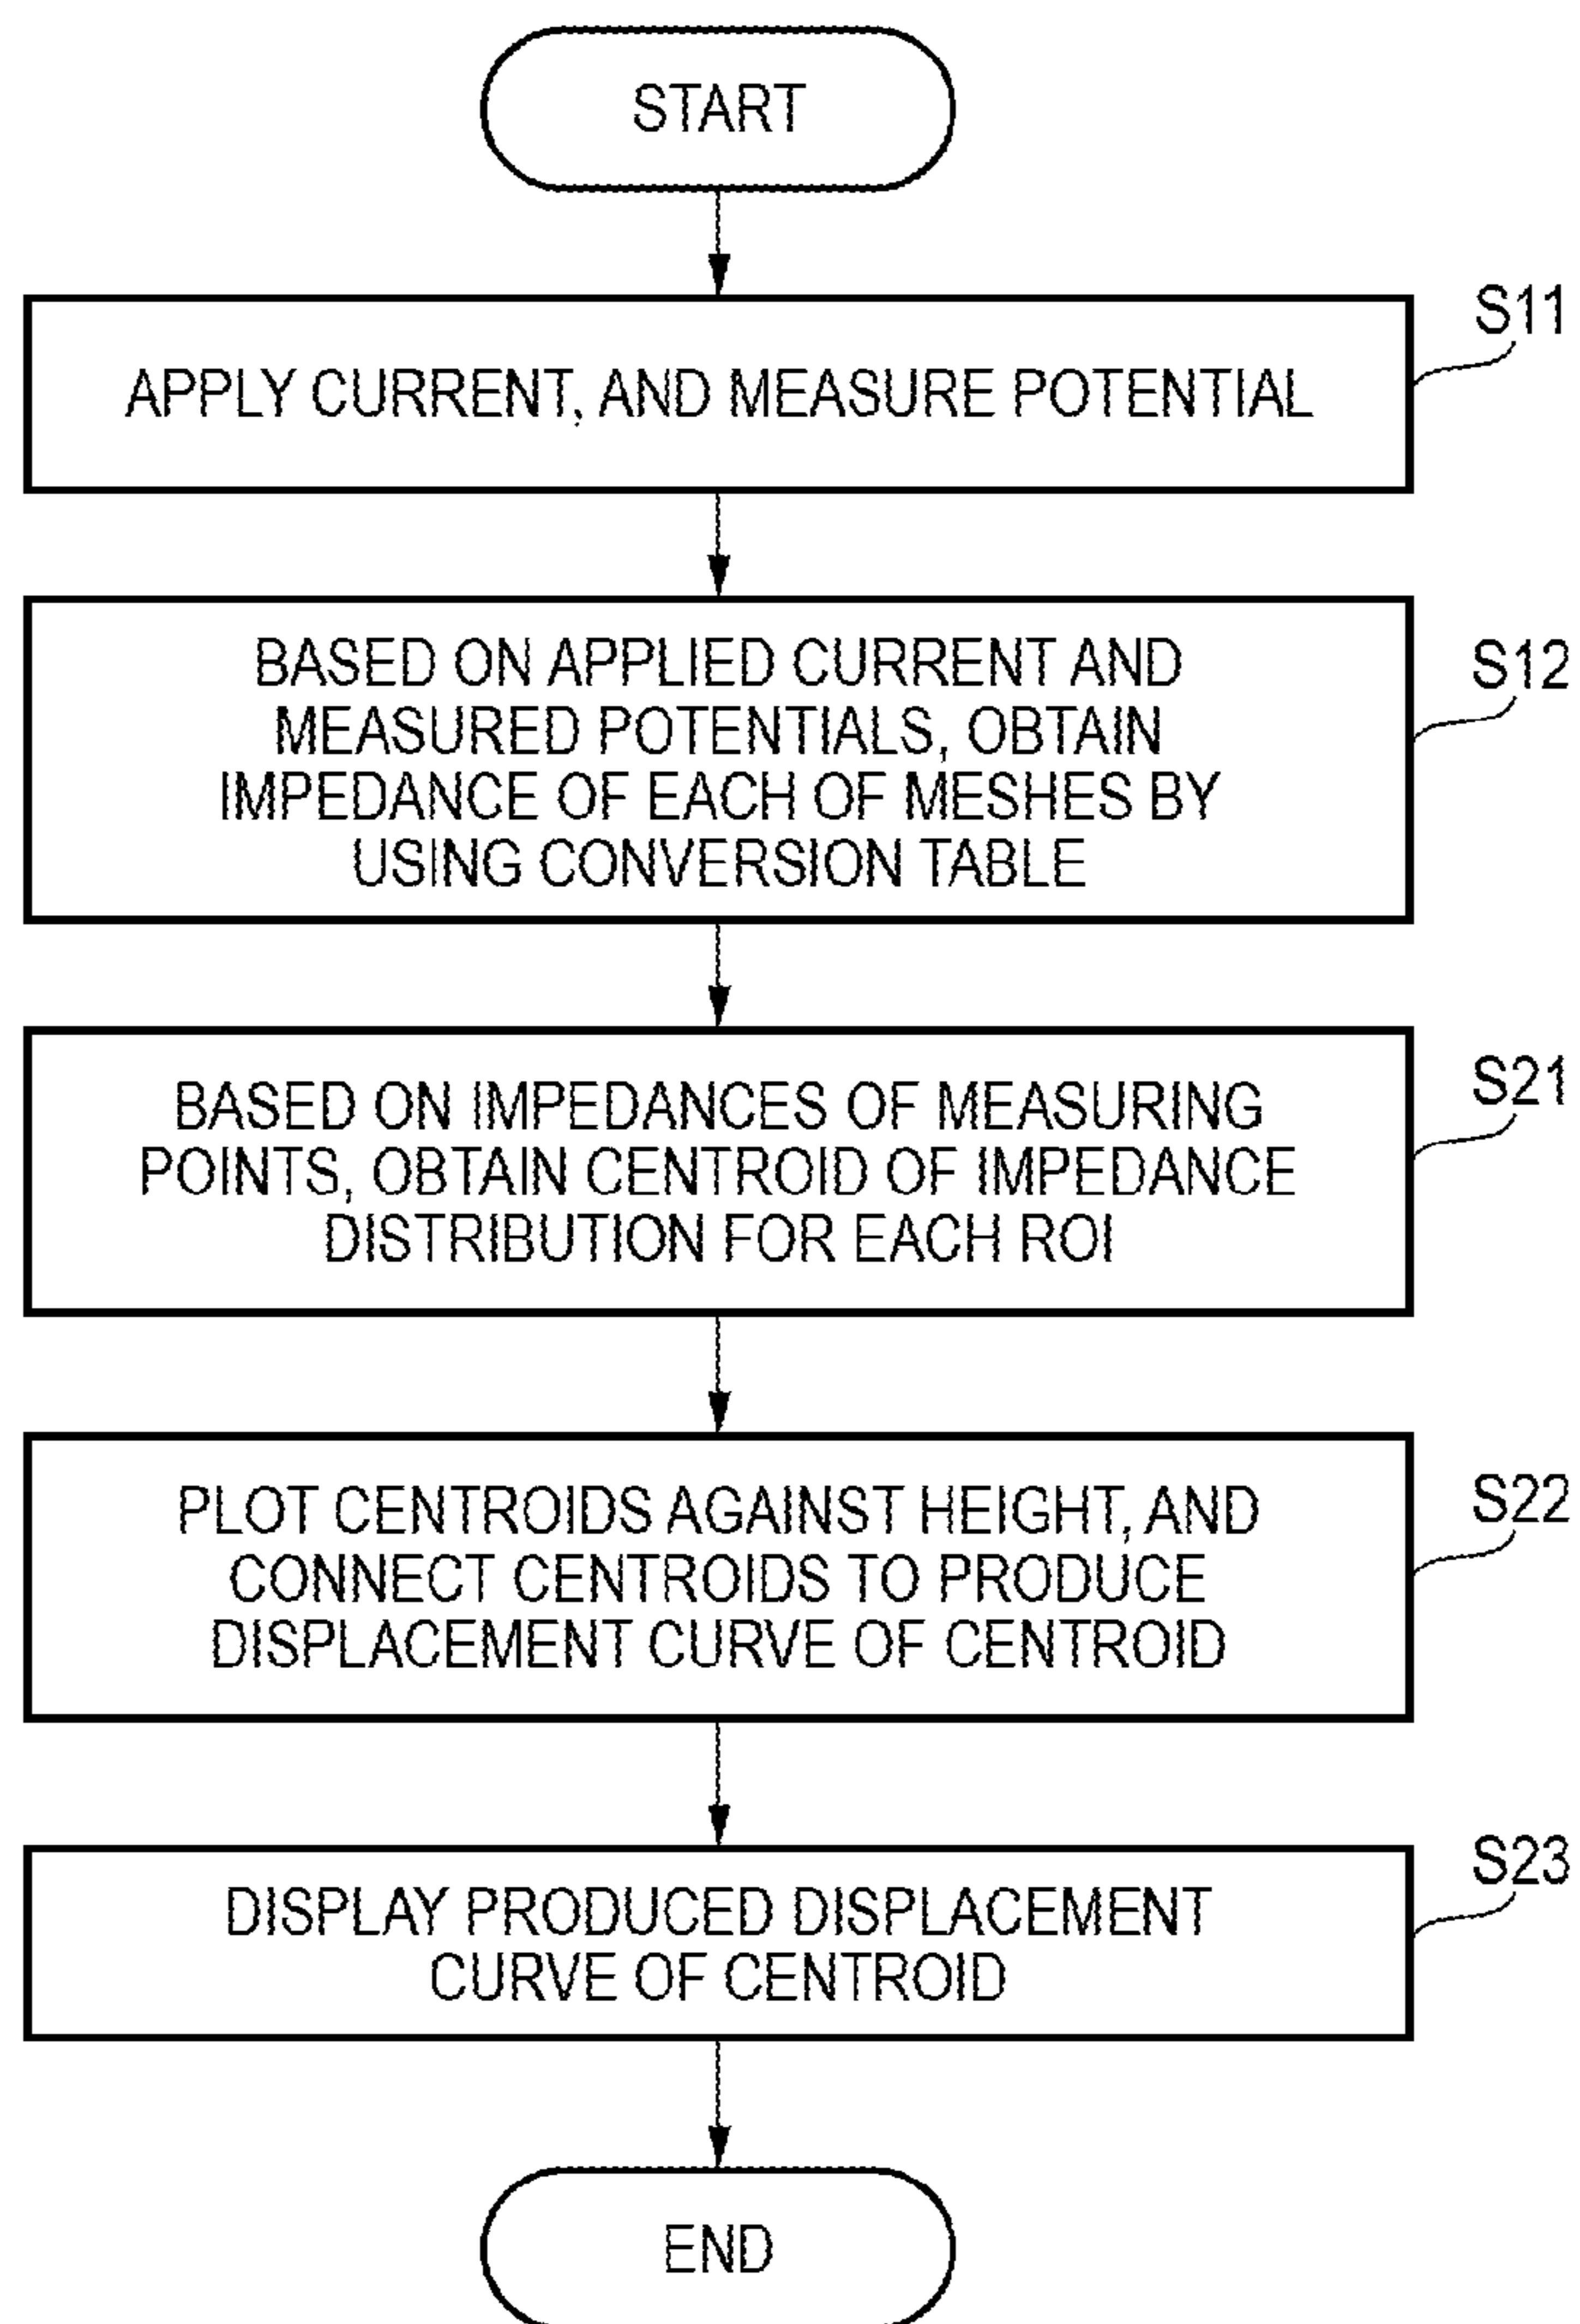 START
S11
APPLY CURRENT, AND MEASURE POTENTIAL
S12
BASED ON APPLIED CURRENT AND
MEASURED POTENTIALS, OBTAIN
IMPEDANCE OF EACH OF MESHES BY
USING CONVERSION TABLE
S21
BASED ON IMPEDANCES OF MEASURING
POINTS, OBTAIN CENTROID OF IMPEDANCE
DISTRIBUTION FOR EACH ROI
S22
PLOT CENTROIDS AGAINST HEIGHT, AND
CONNECT CENTROIDS TO PRODUCE
DISPLACEMENT CURVE OF CENTROID
S23
DISPLAY PRODUCED DISPLACEMENT
CURVE OF CENTROID
END